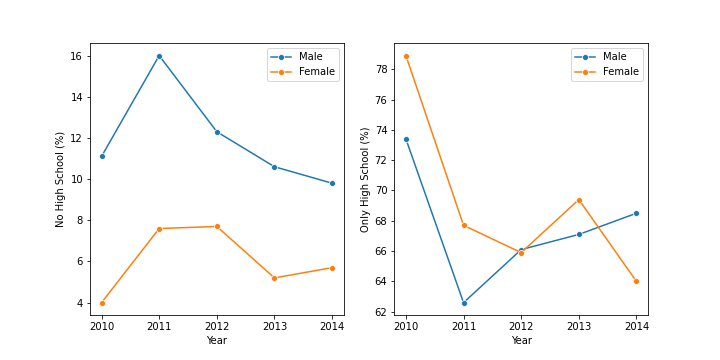 16
14
12
10
8
6
4
No High School (%)
2010 2011 2012 2013 2014
Year
Male
Female
78
76
74
72
70
68
66
64
62
Only High School (%)
2010 2011 2012 2013 2014
Year
Male
Female